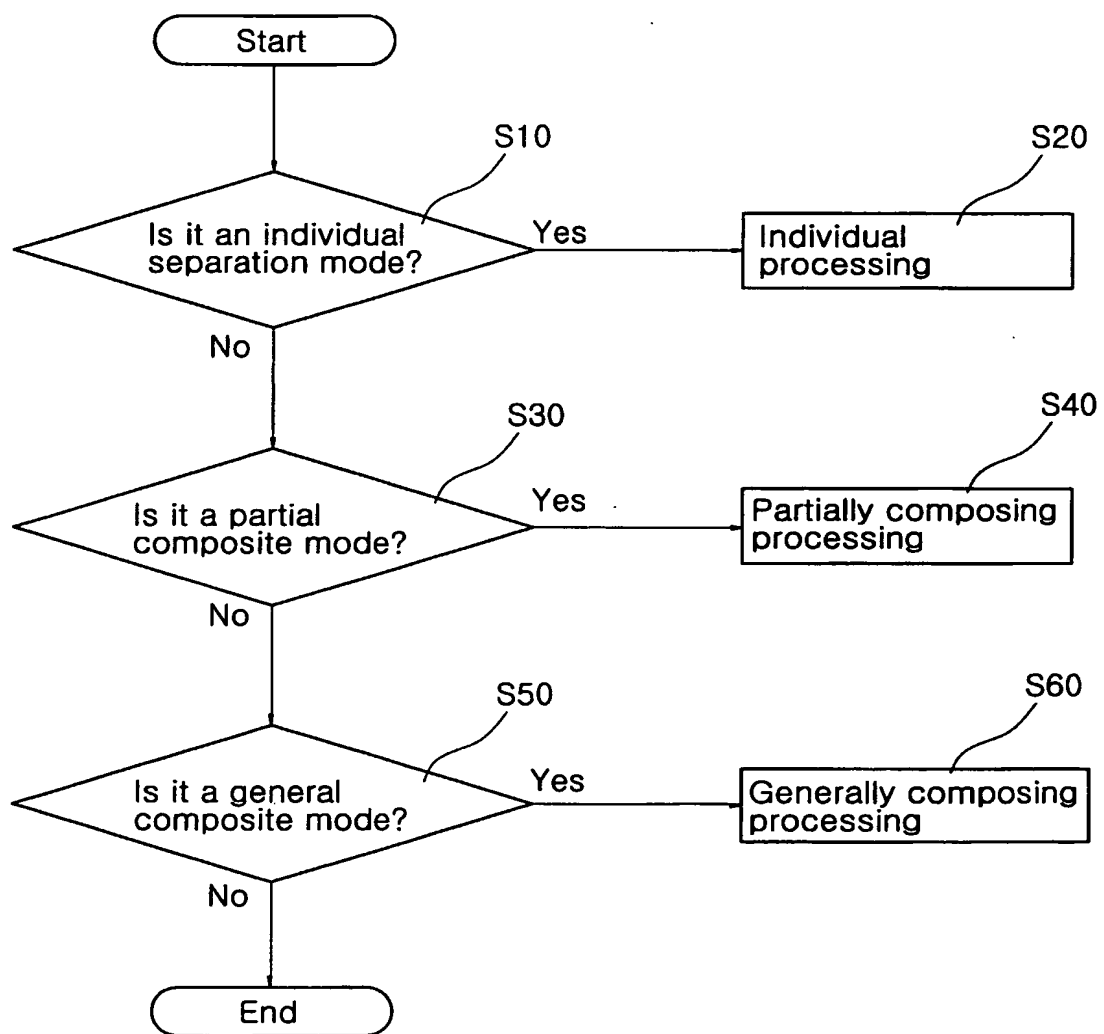 Start
S10
S20
Is it an individual
separation mode?
Yes
Individual
processing
No
S30
S40
Is it a partial
composite mode?
Yes
Partially composing
processing
No
S50
S60
Is it a general
composite mode?
Yes
Generally composing
processing
No
End